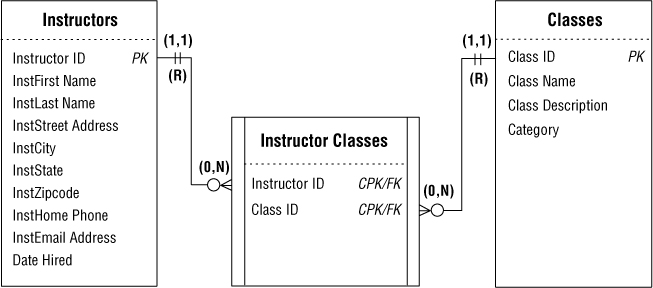 Instructors
Instructor ID PK
InstFirst Name
InstLast Name
InstStreet Address
InstCity
InstState
InstZipcode
InstHome Phone
InstEmail Address
Date Hired
(1,1)
(R)
(0,N)
Instructor Classes
Instructor ID CPK/FK
Class ID CPK/FK
(0,N)
(1,1)
(R)
Classes
Class ID PK
Class Name
Class Description
Category